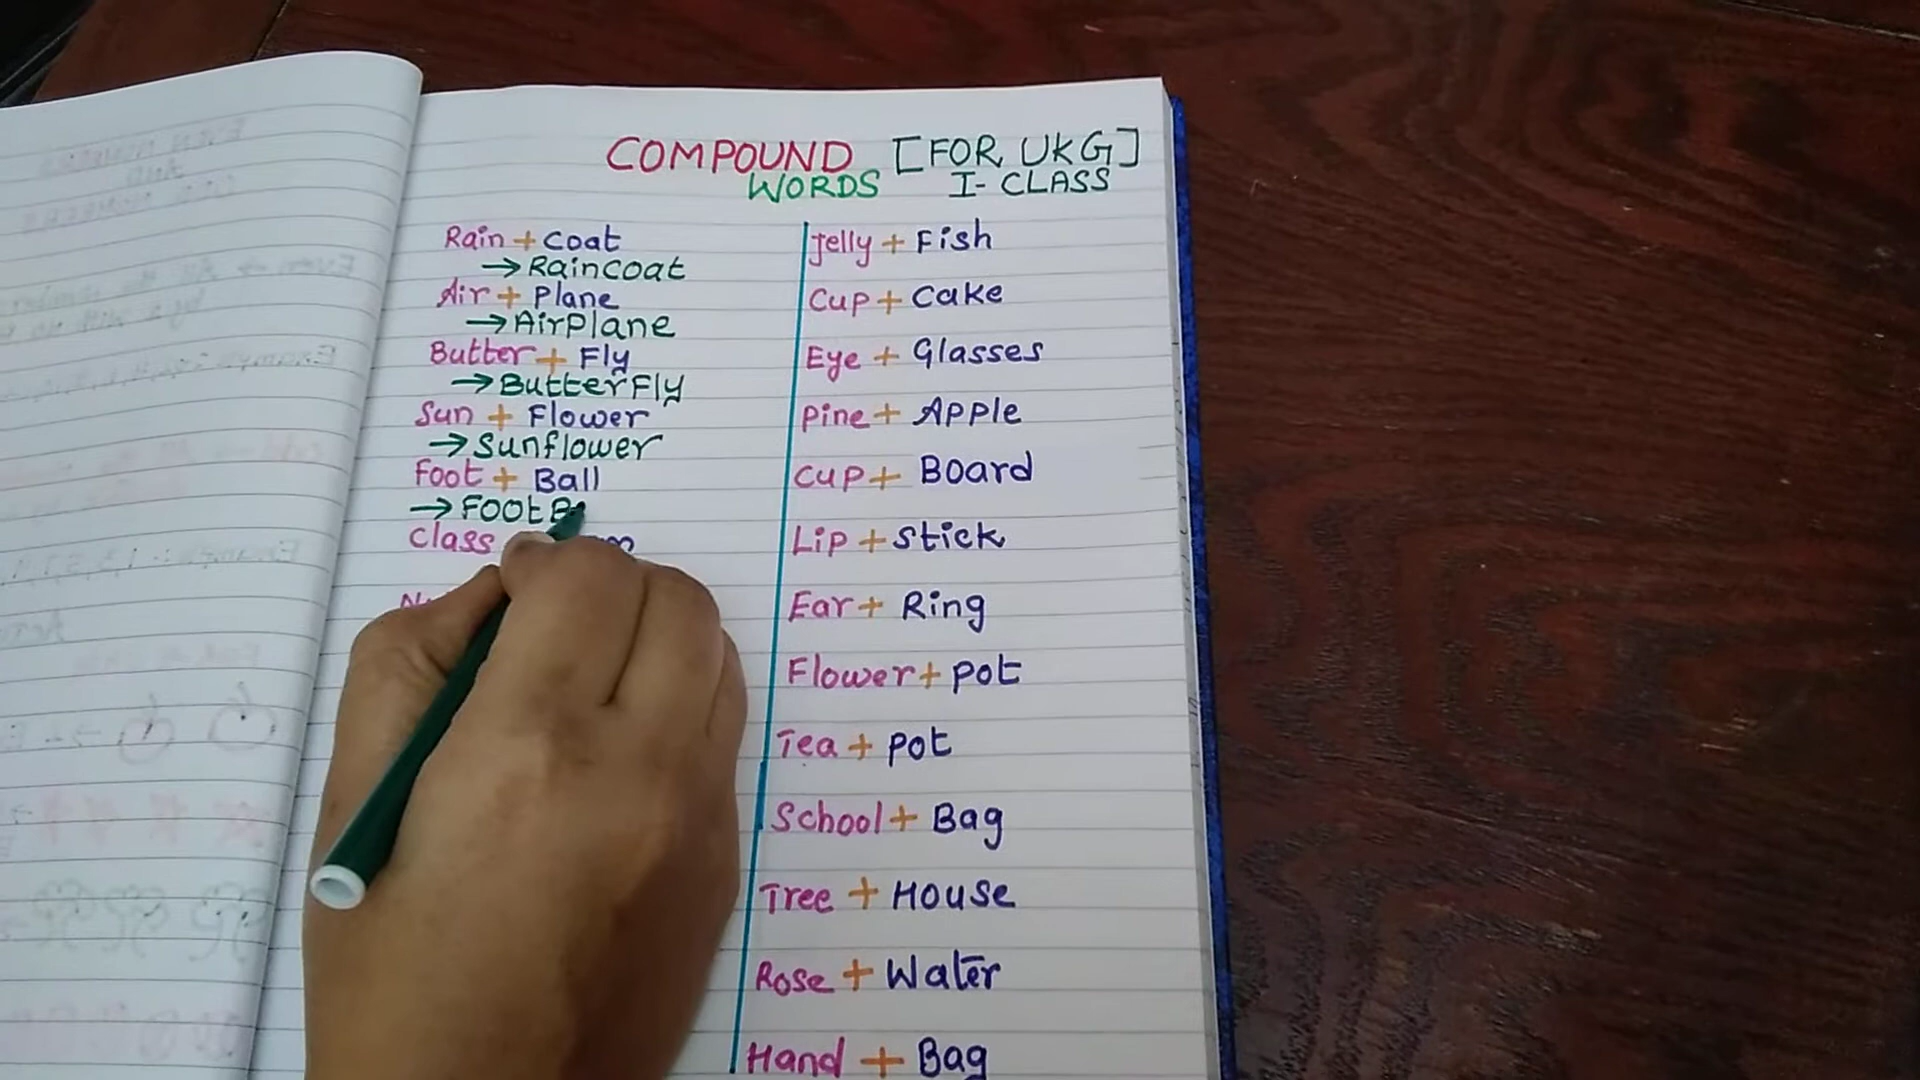 COMPOUND [FOR UKG]
WORDS I- CLASS
Rain + coat
→ Raincoat
Air + Plane
→ AirPlane
Butter + Fly
→ ButterFly
Sun + Flower
→ Sunflower
Foot + Ball
→ FootB
Class
Jelly + Fish
Cup + Cake
Eye + Glasses
Pine + Apple
Cup + Board
Lip + Stick
Ear + Ring
Flower + Pot
Tea + Pot
School + Bag
Tree + House
Rose + Water
Hand + Bag